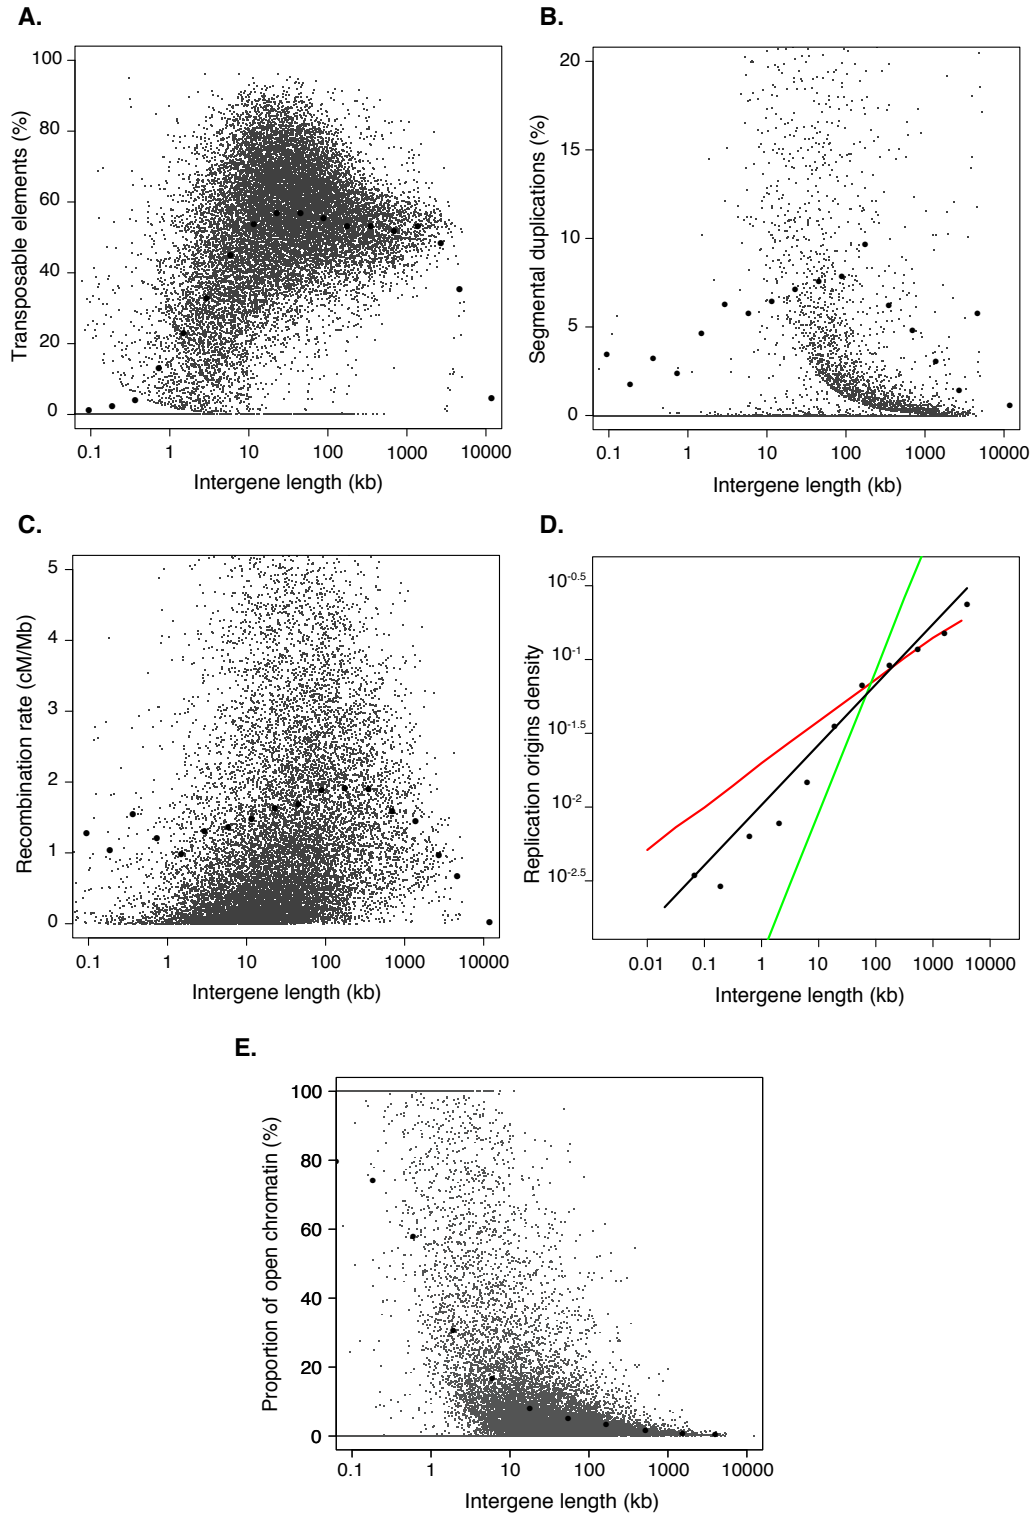 A.
Transposable elements (%)
100
80
60
40
20
0
0.1 1 10 100 1000 10000
Intergene length (kb)
B.
Segmental duplications (%)
20
15
10
5
0
0.1 1 10 100 1000 10000
Intergene length (kb)
C.
Recombination rate (cM/Mb)
5
4
3
2
1
0
0.1 1 10 100 1000 10000
Intergene length (kb)
D.
Replication origins density
10^-0.5
10^-1
10^-1.5
10^-2
10^-2.5
0.01 0.1 1 10 100 1000 10000
Intergene length (kb)
E.
Proportion of open chromatin (%)
100
80
60
40
20
0
0.1 1 10 100 1000 10000
Intergene length (kb)